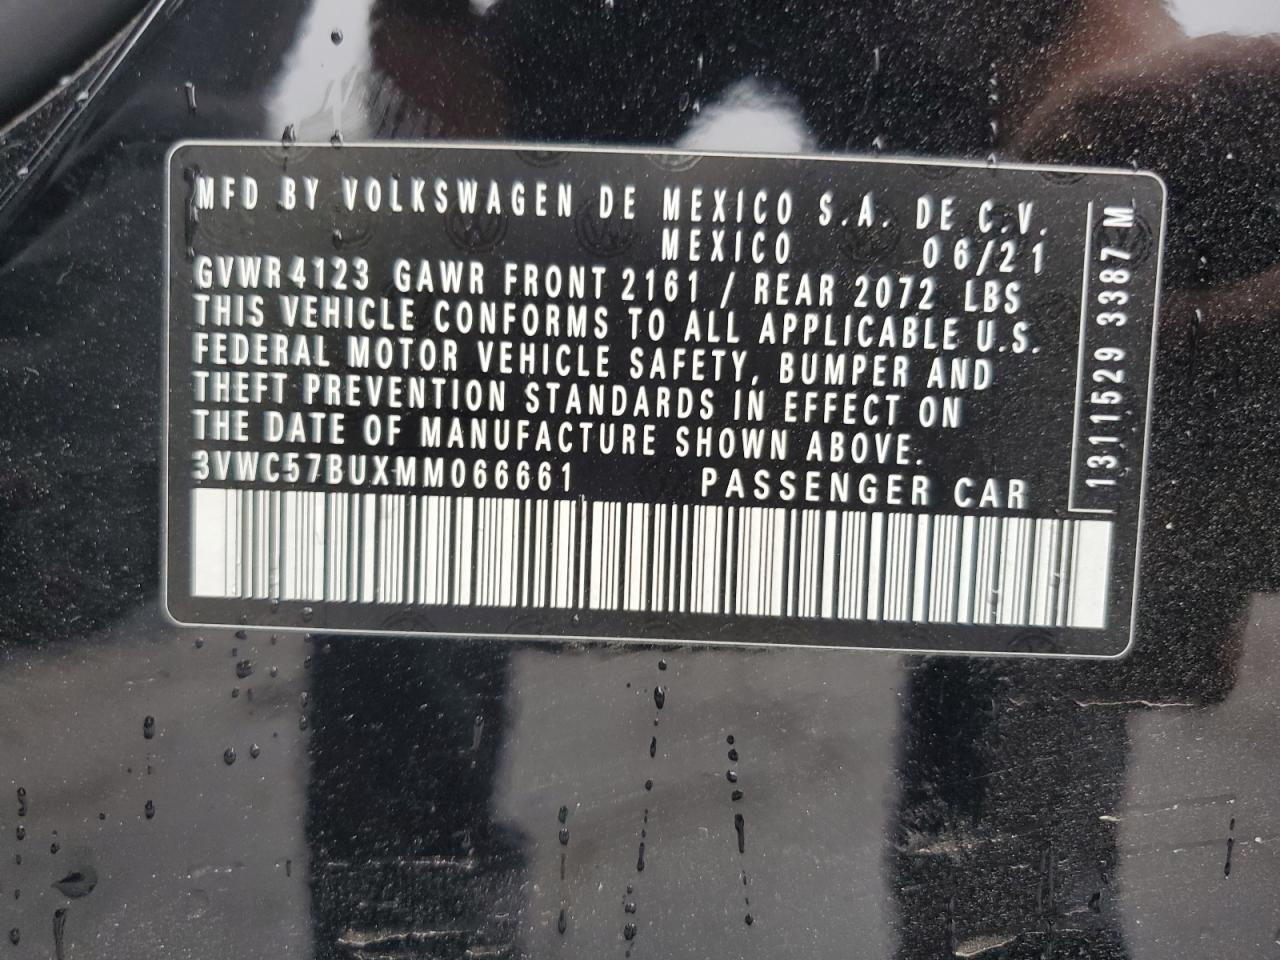 MFD BY VOLKSWAGEN DE MEXICO S.A. DE C.V.
MEXICO 06/21
GVWR 4123 GAWR FRONT 2161 / REAR 2072 LBS
THIS VEHICLE CONFORMS TO ALL APPLICABLE U.S.
FEDERAL MOTOR VEHICLE SAFETY, BUMPER AND
THEFT PREVENTION STANDARDS IN EFFECT ON
THE DATE OF MANUFACTURE SHOWN ABOVE.
3VWC57BUXMM066661 PASSENGER CAR
1311529 3387 M